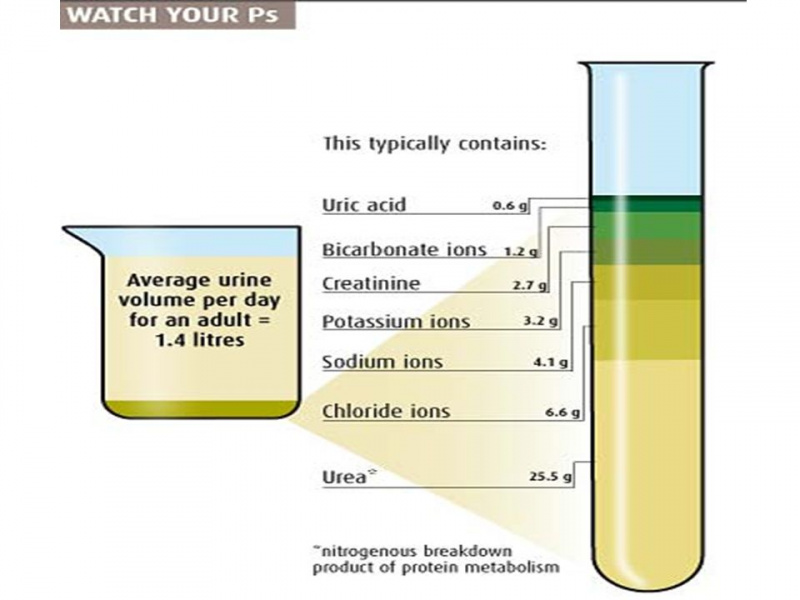 WATCH YOUR Ps
This typically contains:
Uric acid 0.6 g
Bicarbonate ions 1.2 g
Creatinine 2.7 g
Potassium ions 3.2 g
Sodium ions 4.1 g
Chloride ions 6.6 g
Urea* 25.5 g
Average urine
volume per day
for an adult =
1.4 litres
*nitrogenous breakdown
product of protein metabolism